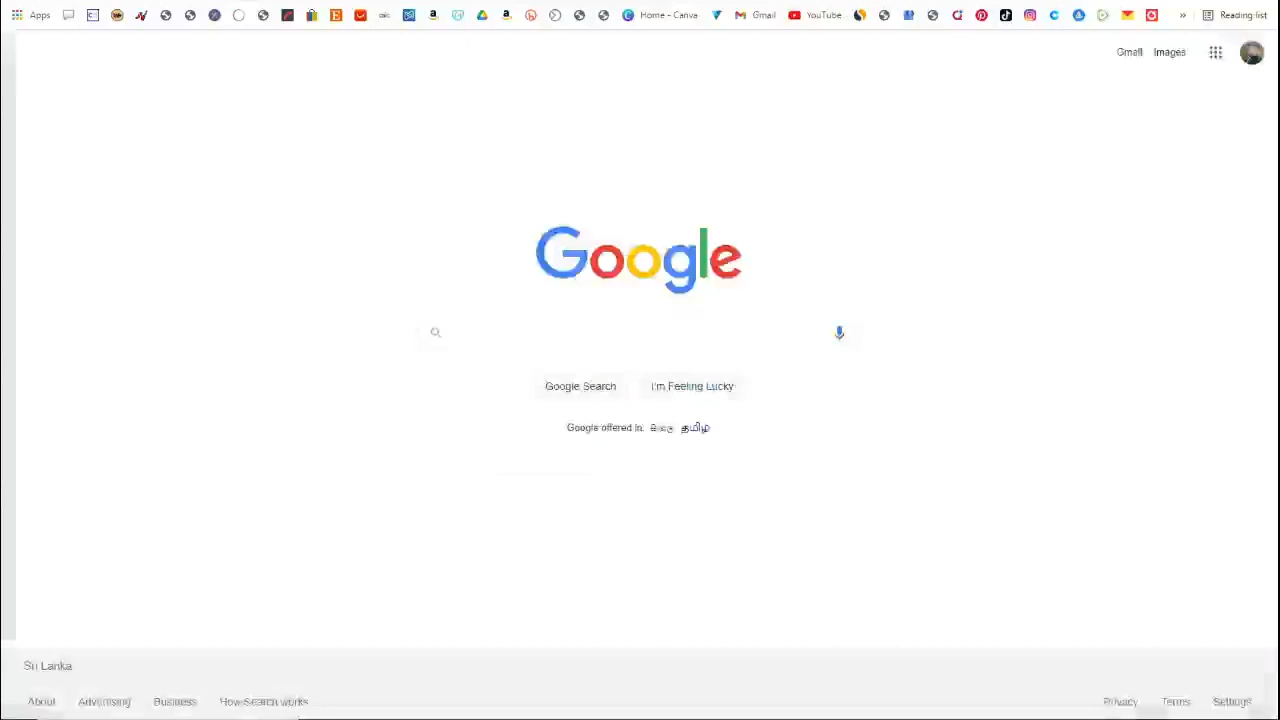 Apps Home - Canva Gmail YouTube » Reading list
Gmail Images
Google
Google Search I'm Feeling Lucky
Google offered in: සිංහල தமிழ்
Sri Lanka
About Advertising Business How Search works Privacy Terms Settings